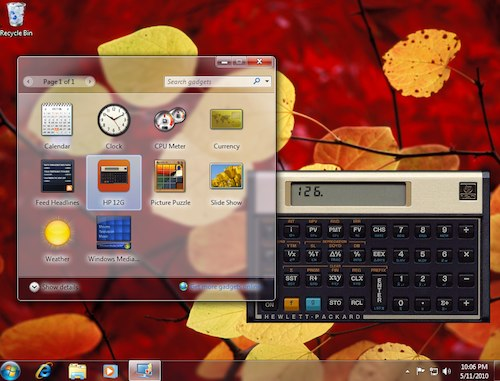 Recycle Bin
Page 1 of 1
Search gadgets
Calendar
Clock
CPU Meter
Currency
Feed Headlines
HP 12G
Picture Puzzle
Slide Show
Weather
Windows Media...
Show details
Get more gadgets online
126.
PV PMT FV CHS 7 8 9 ÷
EEX 4 5 6 ×
SST R↓ x≷y CLX ENTER 1 2 3 −
ON f g STO RCL 0 . Σ+ +
HEWLETT-PACKARD
10:06 PM
5/11/2010